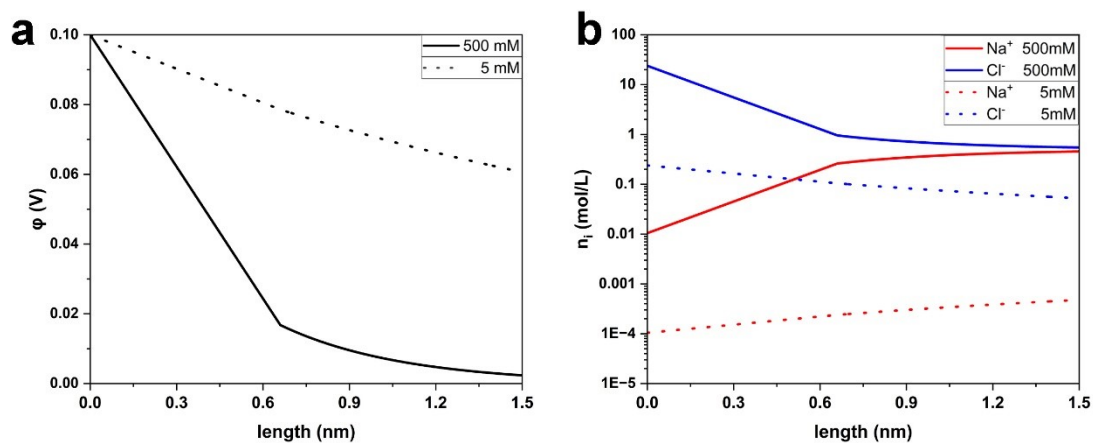 a
φ (V)
0.10
0.08
0.06
0.04
0.02
0.00
0.0
0.3
0.6
0.9
1.2
1.5
length (nm)
500 mM
5 mM
b
n_i (mol/L)
100
10
1
0.1
0.01
0.001
1E−4
1E−5
0.0
0.3
0.6
0.9
1.2
1.5
length (nm)
Na⁺ 500mM
Cl⁻ 500mM
Na⁺ 5mM
Cl⁻ 5mM